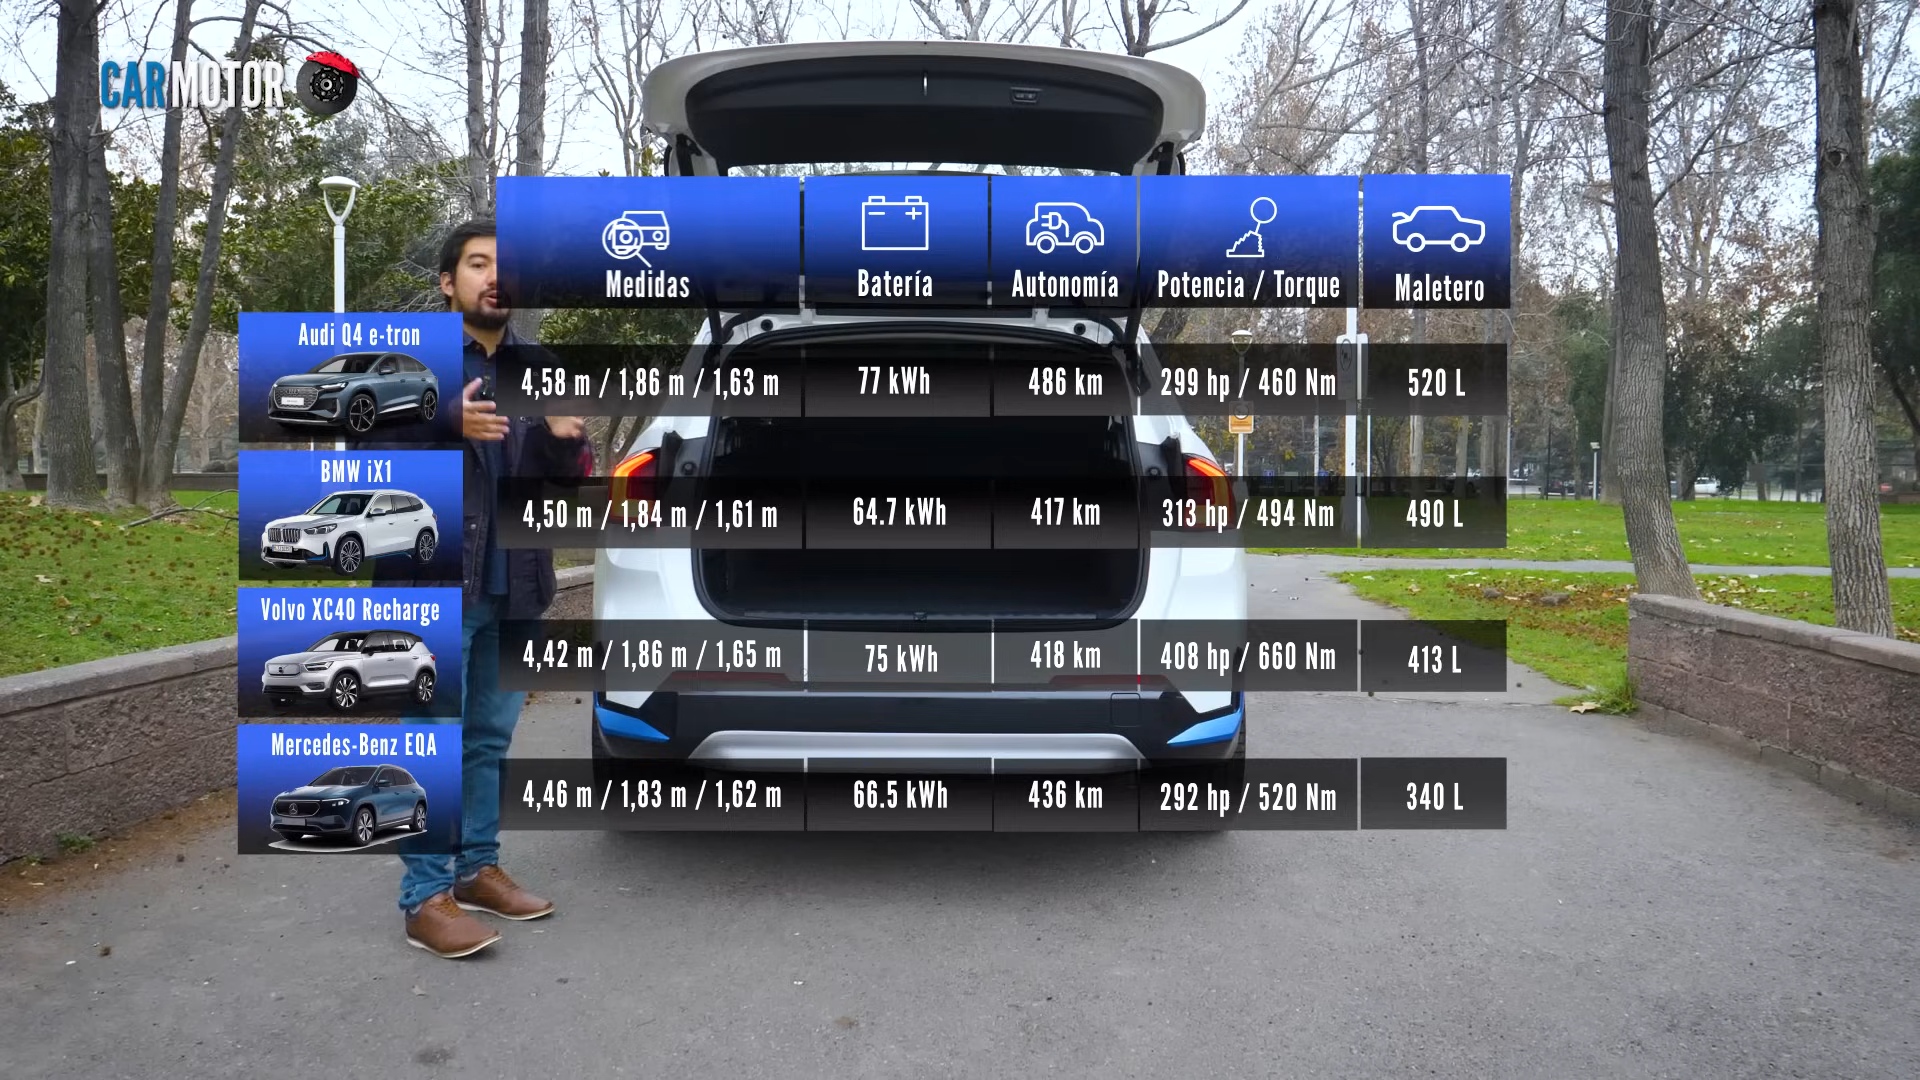 CARMOTOR
Medidas
Batería
Autonomía
Potencia / Torque
Maletero
Audi Q4 e-tron
4,58 m / 1,86 m / 1,63 m
77 kWh
486 km
299 hp / 460 Nm
520 L
BMW iX1
4,50 m / 1,84 m / 1,61 m
64.7 kWh
417 km
313 hp / 494 Nm
490 L
Volvo XC40 Recharge
4,42 m / 1,86 m / 1,65 m
75 kWh
418 km
408 hp / 660 Nm
413 L
Mercedes-Benz EQA
4,46 m / 1,83 m / 1,62 m
66.5 kWh
436 km
292 hp / 520 Nm
340 L